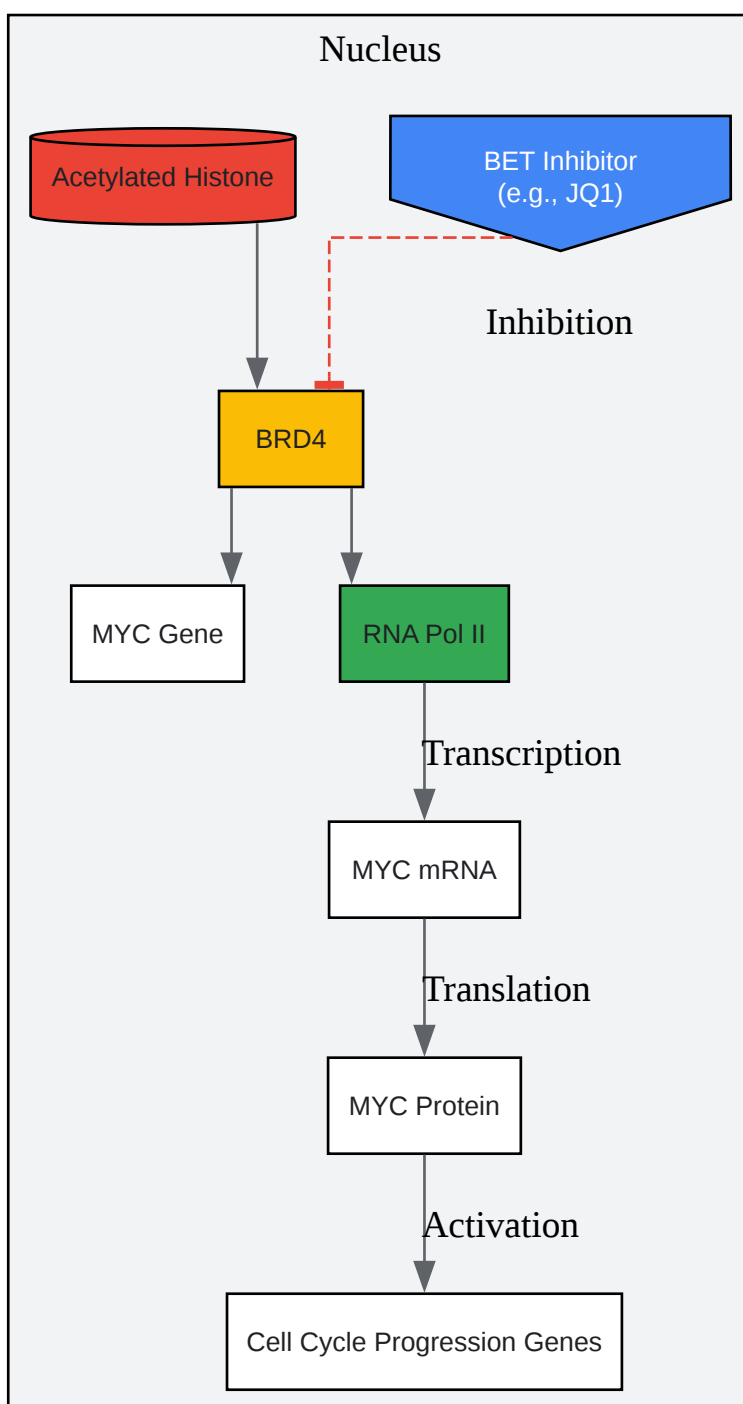 Nucleus
Acetylated Histone
BET Inhibitor
(e.g., JQ1)
Inhibition
BRD4
MYC Gene
RNA Pol II
Transcription
MYC mRNA
Translation
MYC Protein
Activation
Cell Cycle Progression Genes